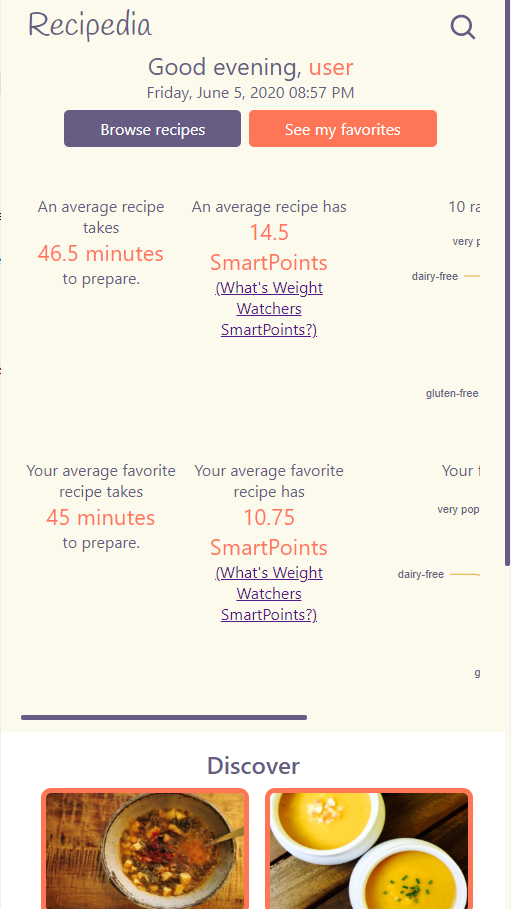 Recipedia
Good evening, user
Friday, June 5, 2020 08:57 PM
Browse recipes
See my favorites
An average recipe
takes
46.5 minutes
to prepare.
An average recipe has
14.5
SmartPoints
(What's Weight
Watchers
SmartPoints?)
10 ra
very p
dairy-free
gluten-free
Your average favorite
recipe takes
45 minutes
to prepare.
Your average favorite
recipe has
10.75
SmartPoints
(What's Weight
Watchers
SmartPoints?)
Your f
very pop
dairy-free
g
Discover